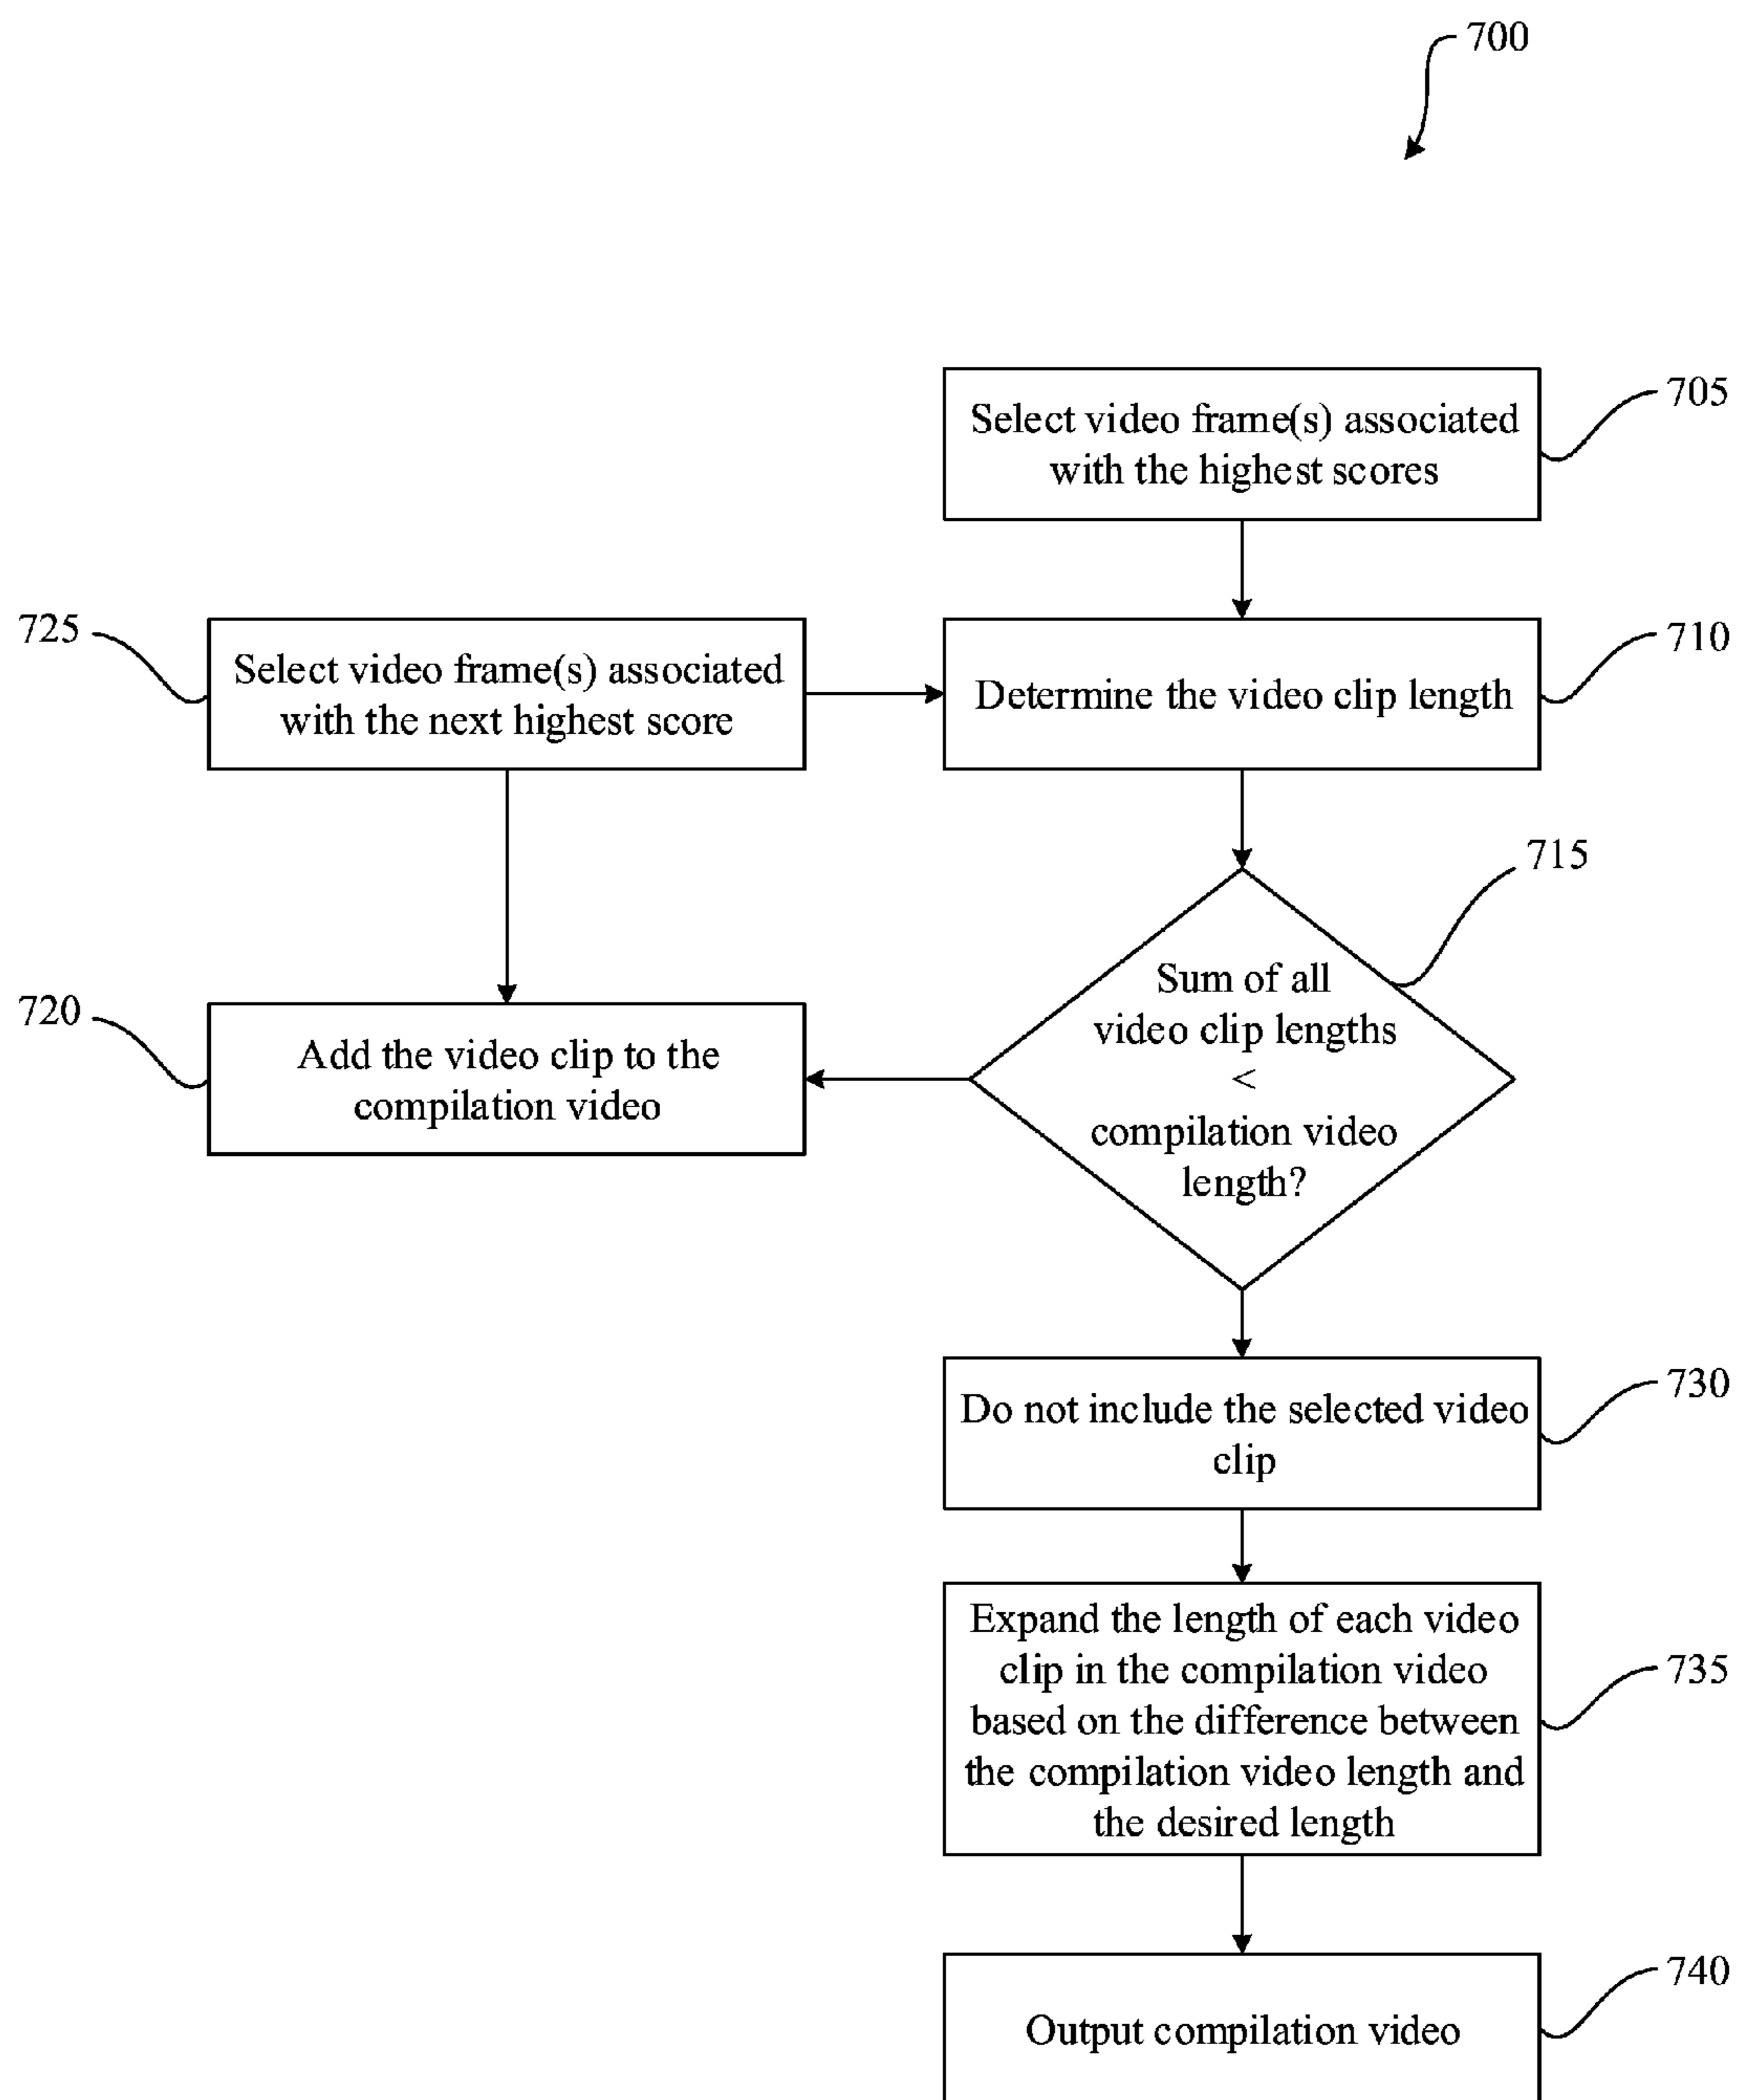 700
Select video frame(s) associated
with the highest scores
705
725
Select video frame(s) associated
with the next highest score
Determine the video clip length
710
715
Sum of all
video clip lengths
<
compilation video
length?
720
Add the video clip to the
compilation video
Do not include the selected video
clip
730
Expand the length of each video
clip in the compilation video
based on the difference between
the compilation video length and
the desired length
735
Output compilation video
740